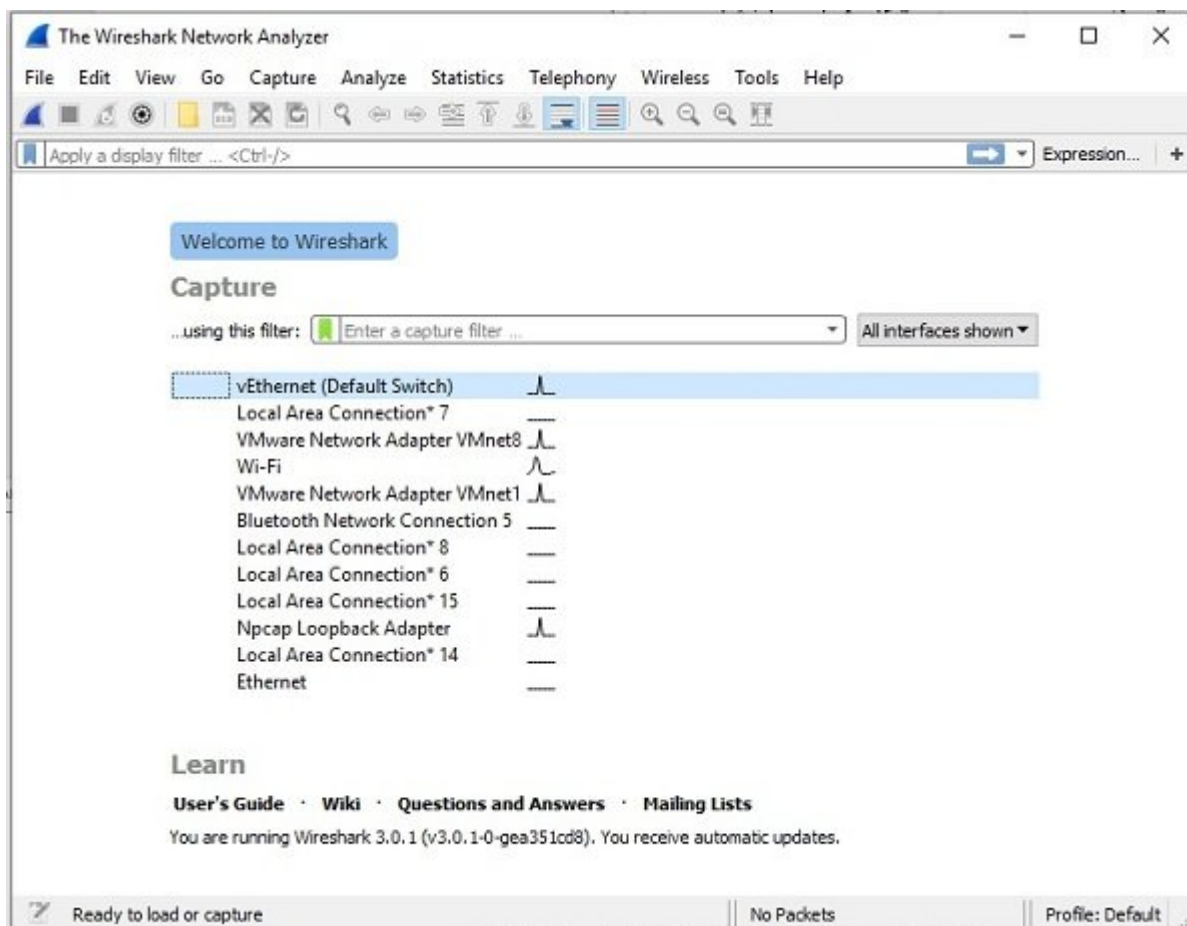 The Wireshark Network Analyzer
File Edit View Go Capture Analyze Statistics Telephony Wireless Tools Help
Apply a display filter ... <Ctrl-/> Expression... +
Welcome to Wireshark
Capture
...using this filter: Enter a capture filter ... All interfaces shown
vEthernet (Default Switch)
Local Area Connection* 7
VMware Network Adapter VMnet8
Wi-Fi
VMware Network Adapter VMnet1
Bluetooth Network Connection 5
Local Area Connection* 8
Local Area Connection* 6
Local Area Connection* 15
Npcap Loopback Adapter
Local Area Connection* 14
Ethernet
Learn
User's Guide · Wiki · Questions and Answers · Mailing Lists
You are running Wireshark 3.0.1 (v3.0.1-0-gea351cd8). You receive automatic updates.
Ready to load or capture No Packets Profile: Default